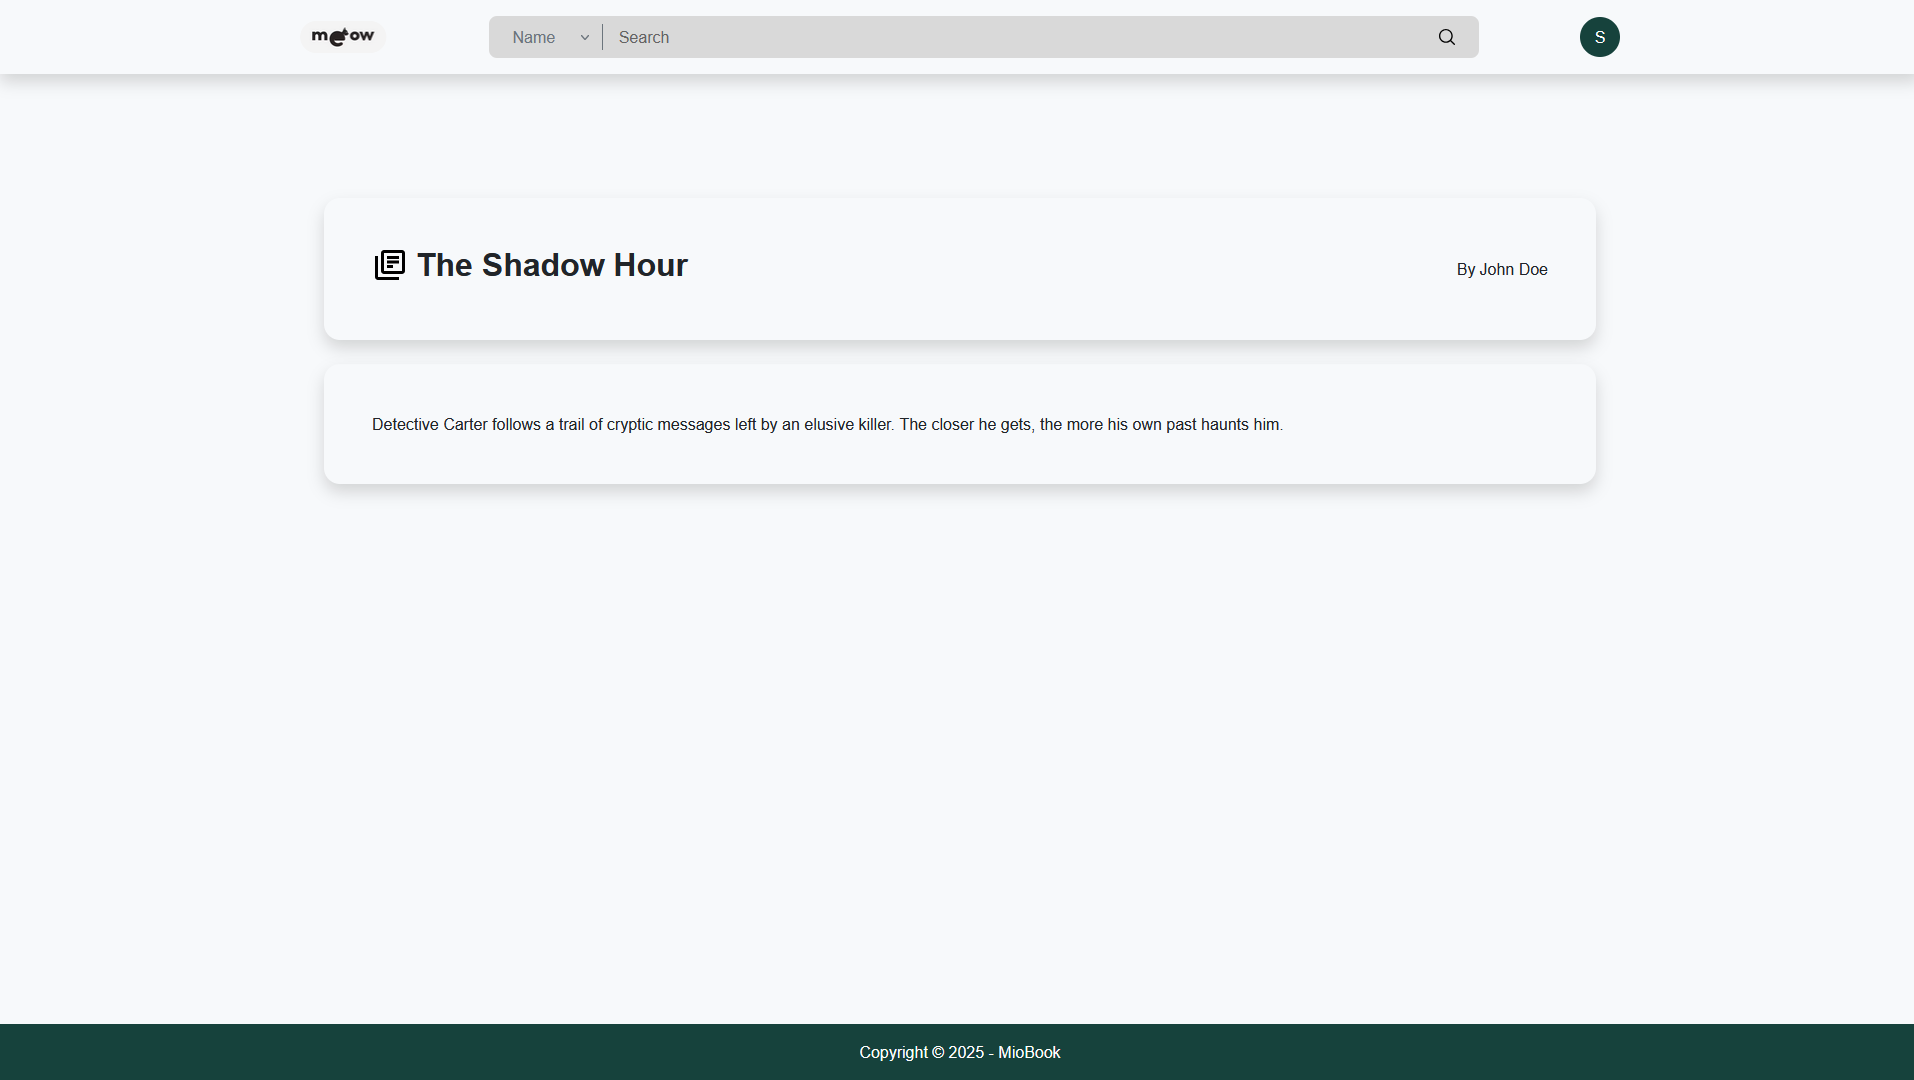 meow
Name
Search
S
The Shadow Hour
By John Doe
Detective Carter follows a trail of cryptic messages left by an elusive killer. The closer he gets, the more his own past haunts him.
Copyright © 2025 - MioBook